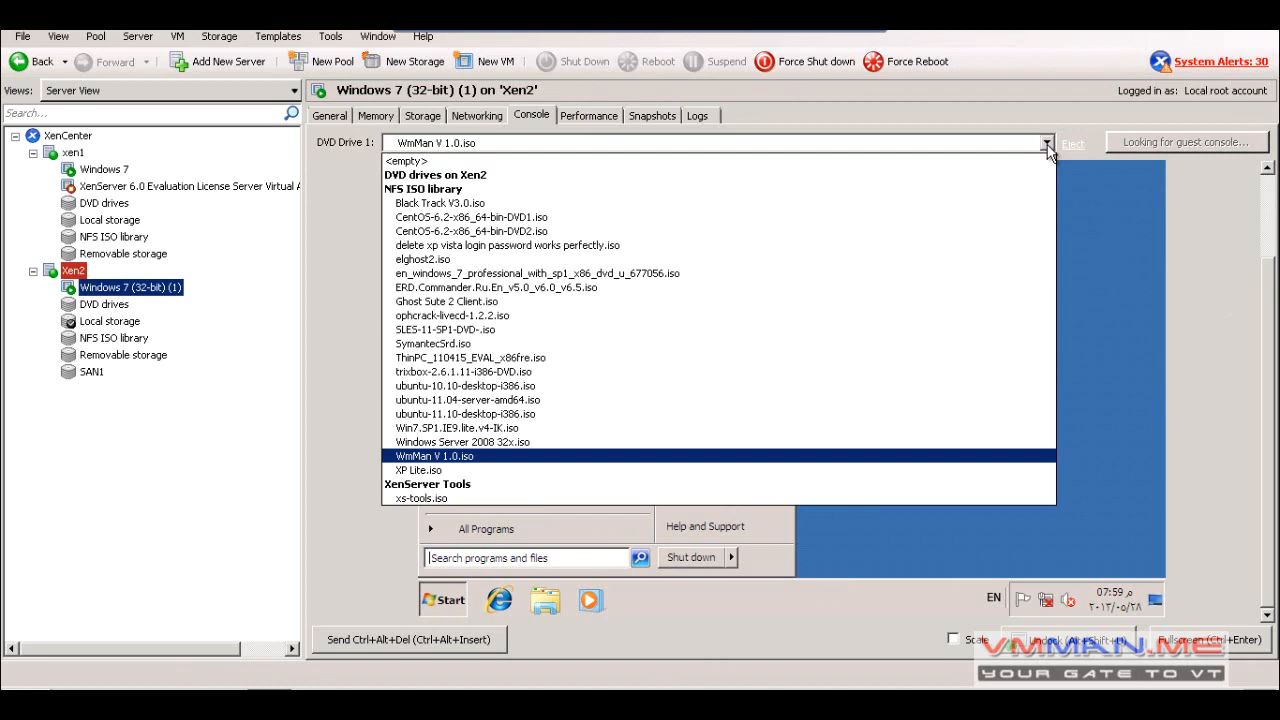 File View Pool Server VM Storage Templates Tools Window Help
Back Forward Add New Server New Pool New Storage New VM Shut Down Reboot Suspend Force Shut down Force Reboot System Alerts: 30
Views: Server View Windows 7 (32-bit) (1) on 'Xen2' Logged in as: Local root account
Search...
General Memory Storage Networking Console Performance Snapshots Logs
DVD Drive 1: WmMan V 1.0.iso Eject Looking for guest console...
XenCenter
xen1
Windows 7
XenServer 6.0 Evaluation License Server Virtual A
DVD drives
Local storage
NFS ISO library
Removable storage
Xen2
Windows 7 (32-bit) (1)
DVD drives
Local storage
NFS ISO library
Removable storage
SAN1
<empty>
DVD drives on Xen2
NFS ISO library
Black Track V3.0.iso
CentOS-6.2-x86_64-bin-DVD1.iso
CentOS-6.2-x86_64-bin-DVD2.iso
delete xp vista login password works perfectly.iso
elghost2.iso
en_windows_7_professional_with_sp1_x86_dvd_u_677056.iso
ERD.Commander.Ru.En_v5.0_v6.0_v6.5.iso
Ghost Sute 2 Client.iso
ophcrack-livecd-1.2.2.iso
SLES-11-SP1-DVD-.iso
SymantecSrd.iso
ThinPC_110415_EVAL_x86fre.iso
trixbox-2.6.1.11-i386-DVD.iso
ubuntu-10.10-desktop-i386.iso
ubuntu-11.04-server-amd64.iso
ubuntu-11.10-desktop-i386.iso
Win7.SP1.IE9.lite.v4-IK.iso
Windows Server 2008 32x.iso
WmMan V 1.0.iso
XP Lite.iso
XenServer Tools
xs-tools.iso
All Programs Help and Support
Search programs and files Shut down
Start EN 07:59 م
٢٠١٢/٠٥/٢٨
Send Ctrl+Alt+Del (Ctrl+Alt+Insert) Scale Undock (Alt+Shift+U) Fullscreen (Ctrl+Enter)
VMMAN.ME
YOUR GATE TO VT